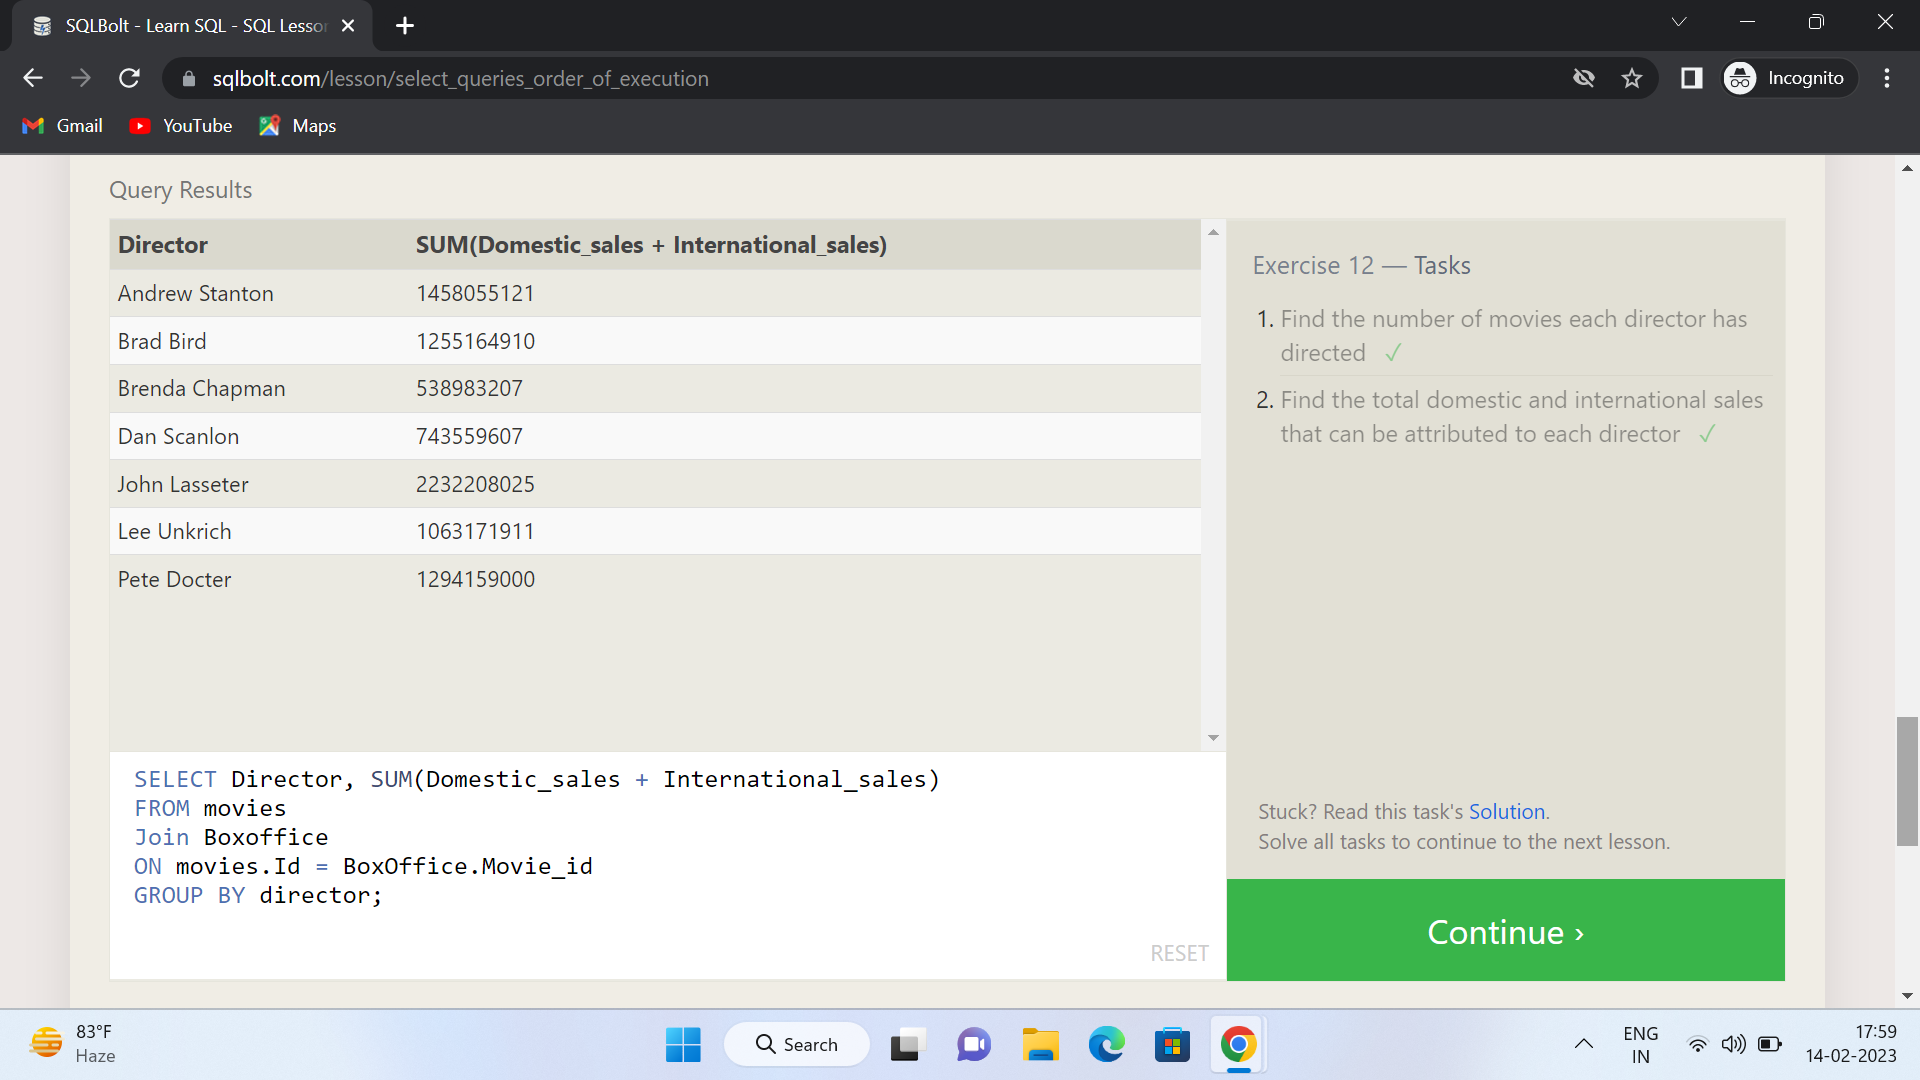 SQLBolt - Learn SQL - SQL Lesso
sqlbolt.com/lesson/select_queries_order_of_execution
Incognito
Gmail
YouTube
Maps
Query Results
Director SUM(Domestic_sales + International_sales)
Andrew Stanton 1458055121
Brad Bird 1255164910
Brenda Chapman 538983207
Dan Scanlon 743559607
John Lasseter 2232208025
Lee Unkrich 1063171911
Pete Docter 1294159000
SELECT Director, SUM(Domestic_sales + International_sales)
FROM movies
Join Boxoffice
ON movies.Id = BoxOffice.Movie_id
GROUP BY director;
RESET
Exercise 12 — Tasks
1. Find the number of movies each director has
directed ✓
2. Find the total domestic and international sales
that can be attributed to each director ✓
Stuck? Read this task's Solution.
Solve all tasks to continue to the next lesson.
Continue ›
83°F
Haze
Search
ENG
IN
17:59
14-02-2023